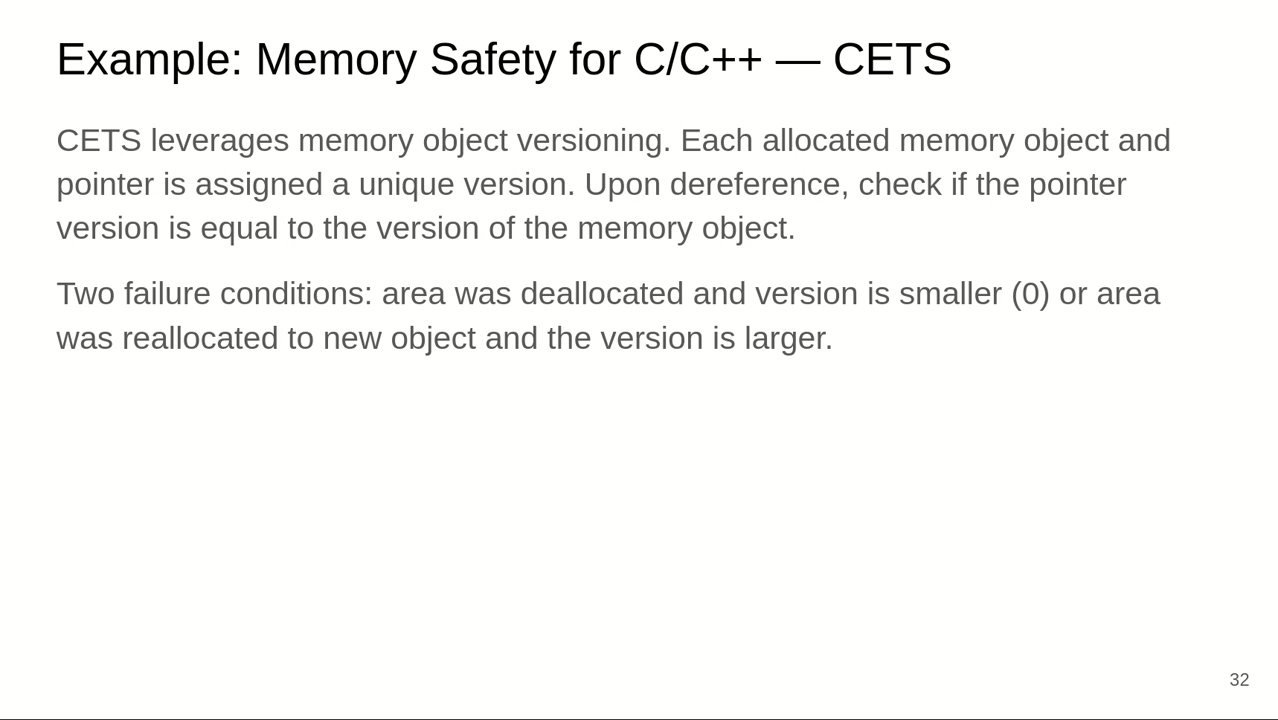 Example: Memory Safety for C/C++ — CETS
CETS leverages memory object versioning. Each allocated memory object and
pointer is assigned a unique version. Upon dereference, check if the pointer
version is equal to the version of the memory object.
Two failure conditions: area was deallocated and version is smaller (0) or area
was reallocated to new object and the version is larger.
32